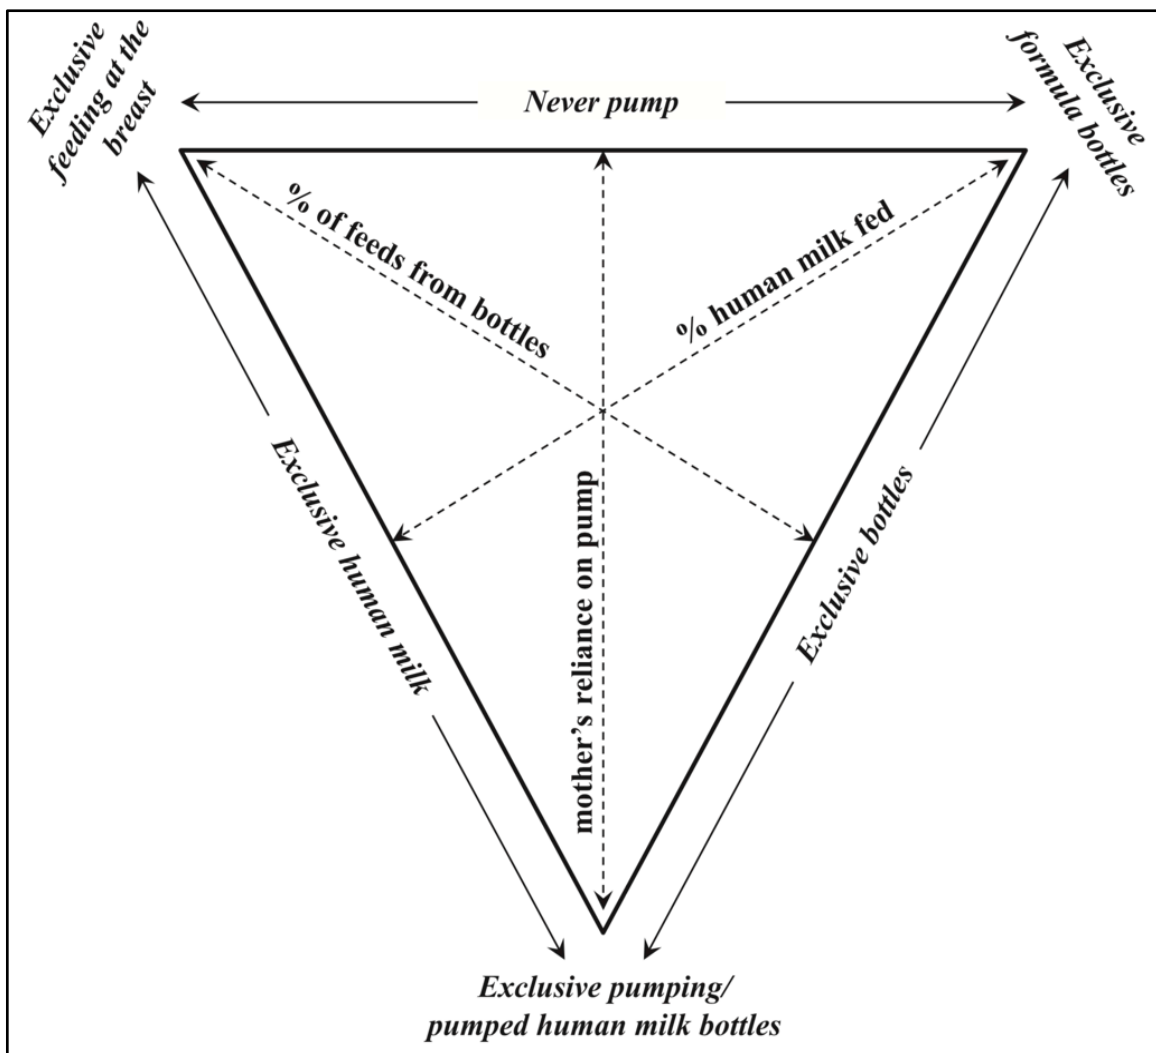 Exclusive
feeding at the
breast
Never pump
Exclusive
formula bottles
% of feeds from bottles
% human milk fed
mother’s reliance on pump
Exclusive human milk
Exclusive bottles
Exclusive pumping/
pumped human milk bottles